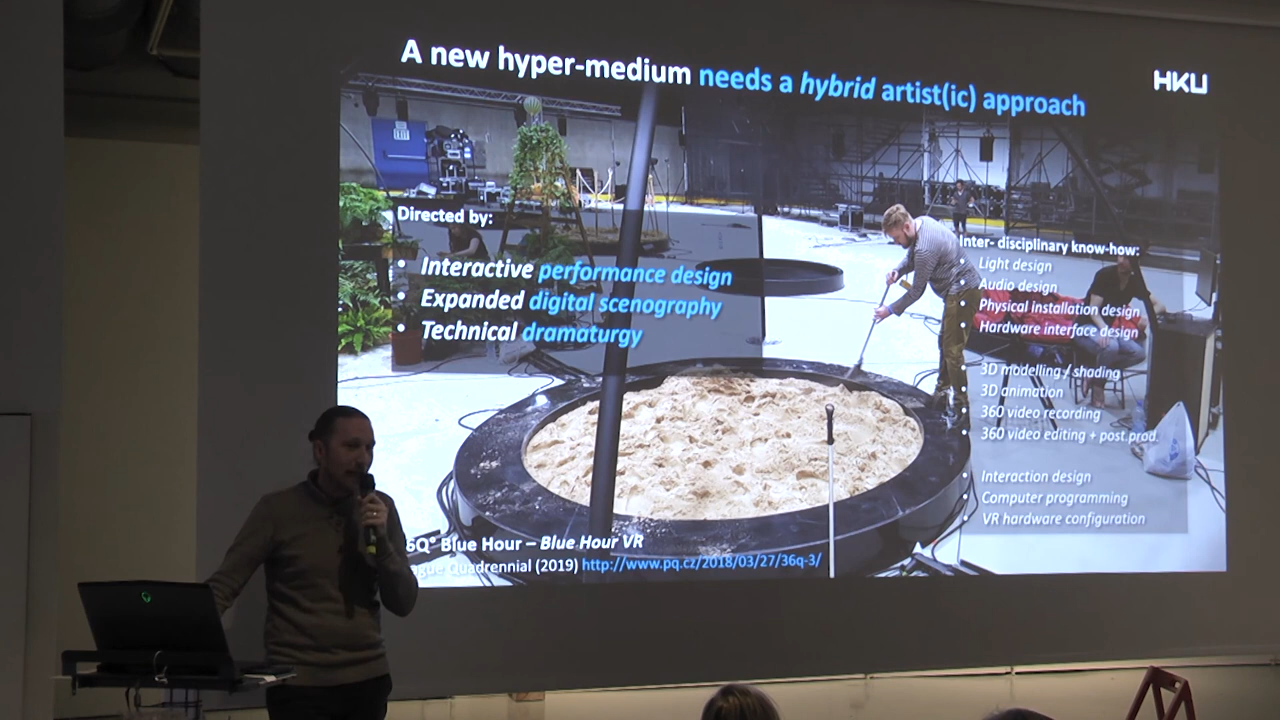 A new hyper-medium needs a hybrid artist(ic) approach
HKU
EXIT
Directed by:
• Interactive performance design
• Expanded digital scenography
• Technical dramaturgy
Inter- disciplinary know-how:
• Light design
• Audio design
• Physical installation design
• Hardware interface design
• 3D modelling / shading
• 3D animation
• 360 video recording
• 360 video editing + post prod.
• Interaction design
• Computer programming
• VR hardware configuration
Blue Hour – Blue Hour VR
Quadrennial (2019) http://www.pq.cz/2018/03/27/36q-3/